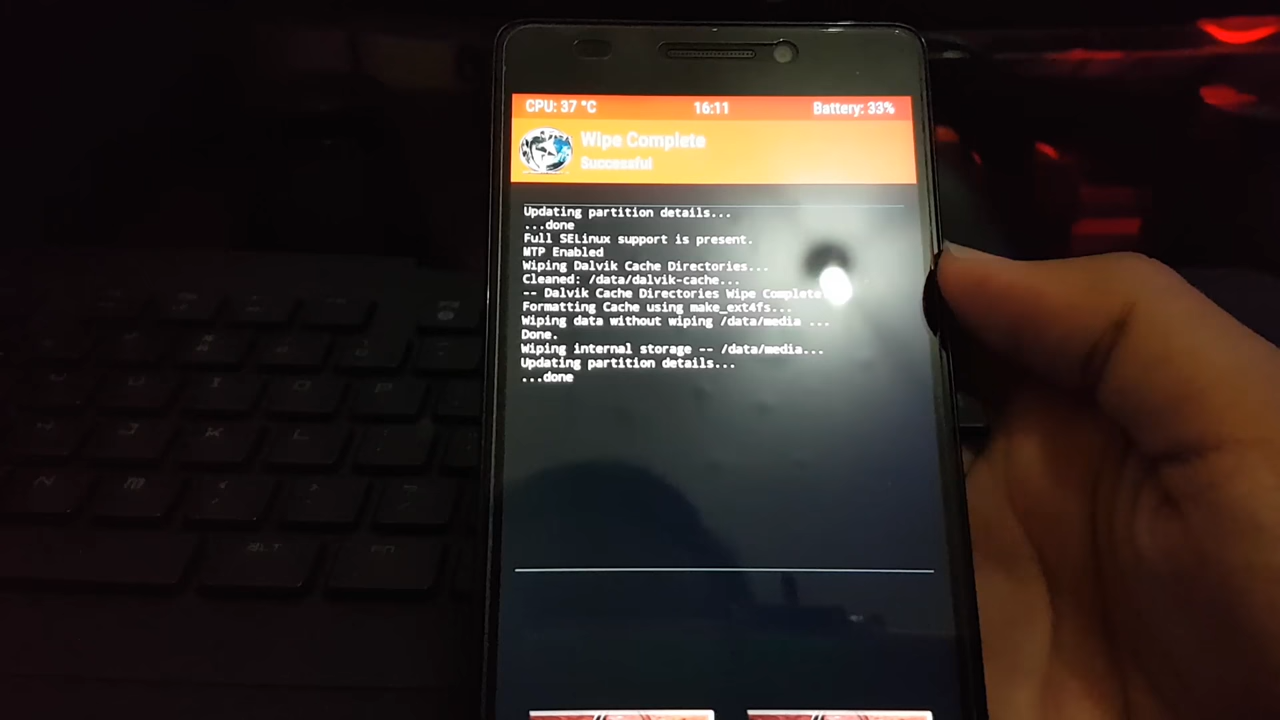 CPU: 37 °C 16:11 Battery: 33%
Wipe Complete
Successful
Updating partition details...
...done
Full SELinux support is present.
MTP Enabled
Wiping Dalvik Cache Directories...
Cleaned: /data/dalvik-cache...
-- Dalvik Cache Directories Wipe Complete
Formatting Cache using make_ext4fs...
Wiping data without wiping /data/media ...
Done.
Wiping internal storage -- /data/media...
Updating partition details...
...done
J K L
N M
ALT FN